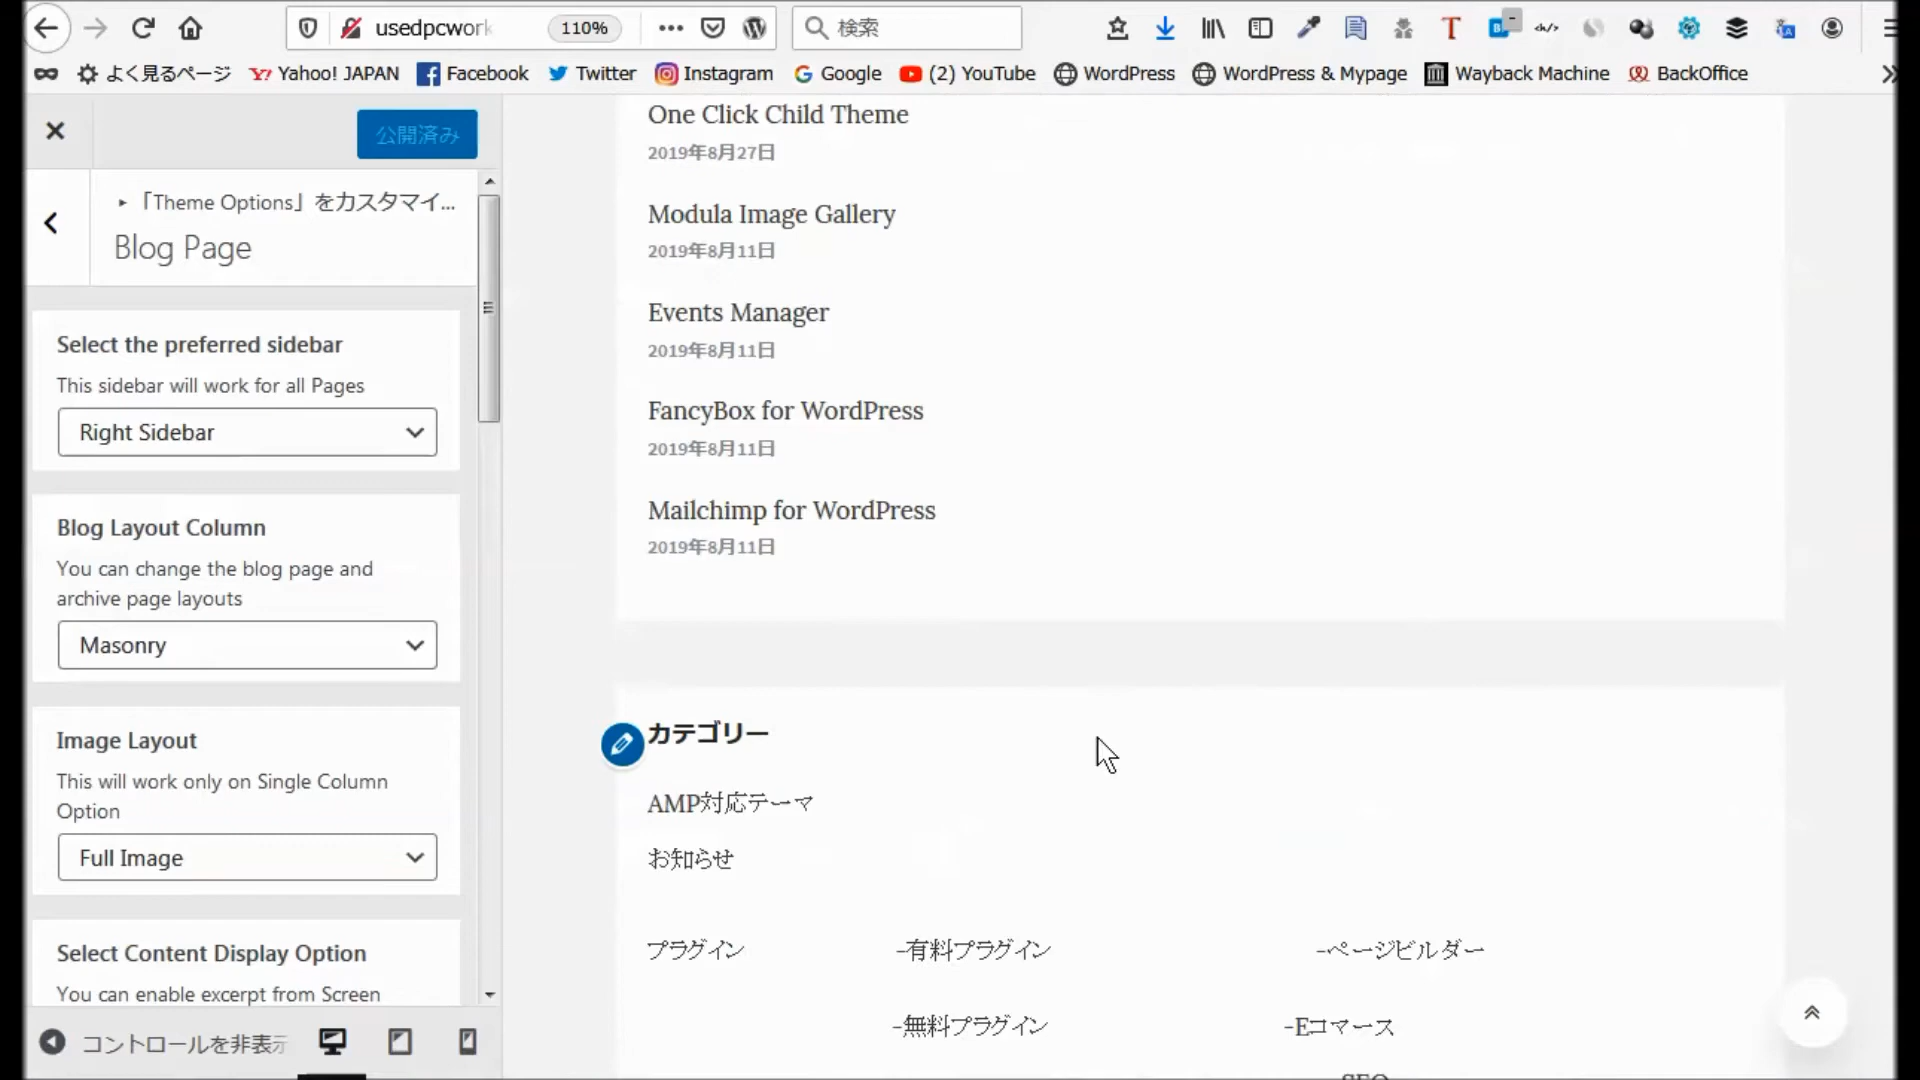 usedpcwork
110%
検索
よく見るページ
Yahoo! JAPAN
Facebook
Twitter
Instagram
Google
(2) YouTube
WordPress
WordPress & Mypage
Wayback Machine
BackOffice
公開済み
▸「Theme Options」をカスタマイ...
Blog Page
Select the preferred sidebar
This sidebar will work for all Pages
Right Sidebar
Blog Layout Column
You can change the blog page and
archive page layouts
Masonry
Image Layout
This will work only on Single Column
Option
Full Image
Select Content Display Option
You can enable excerpt from Screen
コントロールを非表示
One Click Child Theme
2019年8月27日
Modula Image Gallery
2019年8月11日
Events Manager
2019年8月11日
FancyBox for WordPress
2019年8月11日
Mailchimp for WordPress
2019年8月11日
カテゴリー
AMP対応テーマ
お知らせ
プラグイン -有料プラグイン -ページビルダー
-無料プラグイン -Eコマース